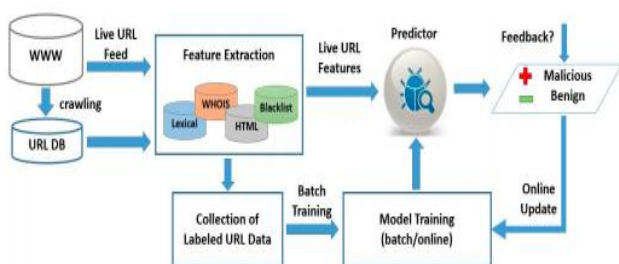 WWW
Live URL
Feed
crawling
URL DB
Feature Extraction
Lexical
WHOIS
HTML
Blacklist
Live URL
Features
Predictor
Feedback?
Malicious
Benign
Collection of
Labeled URL Data
Batch
Training
Model Training
(batch/online)
Online
Update